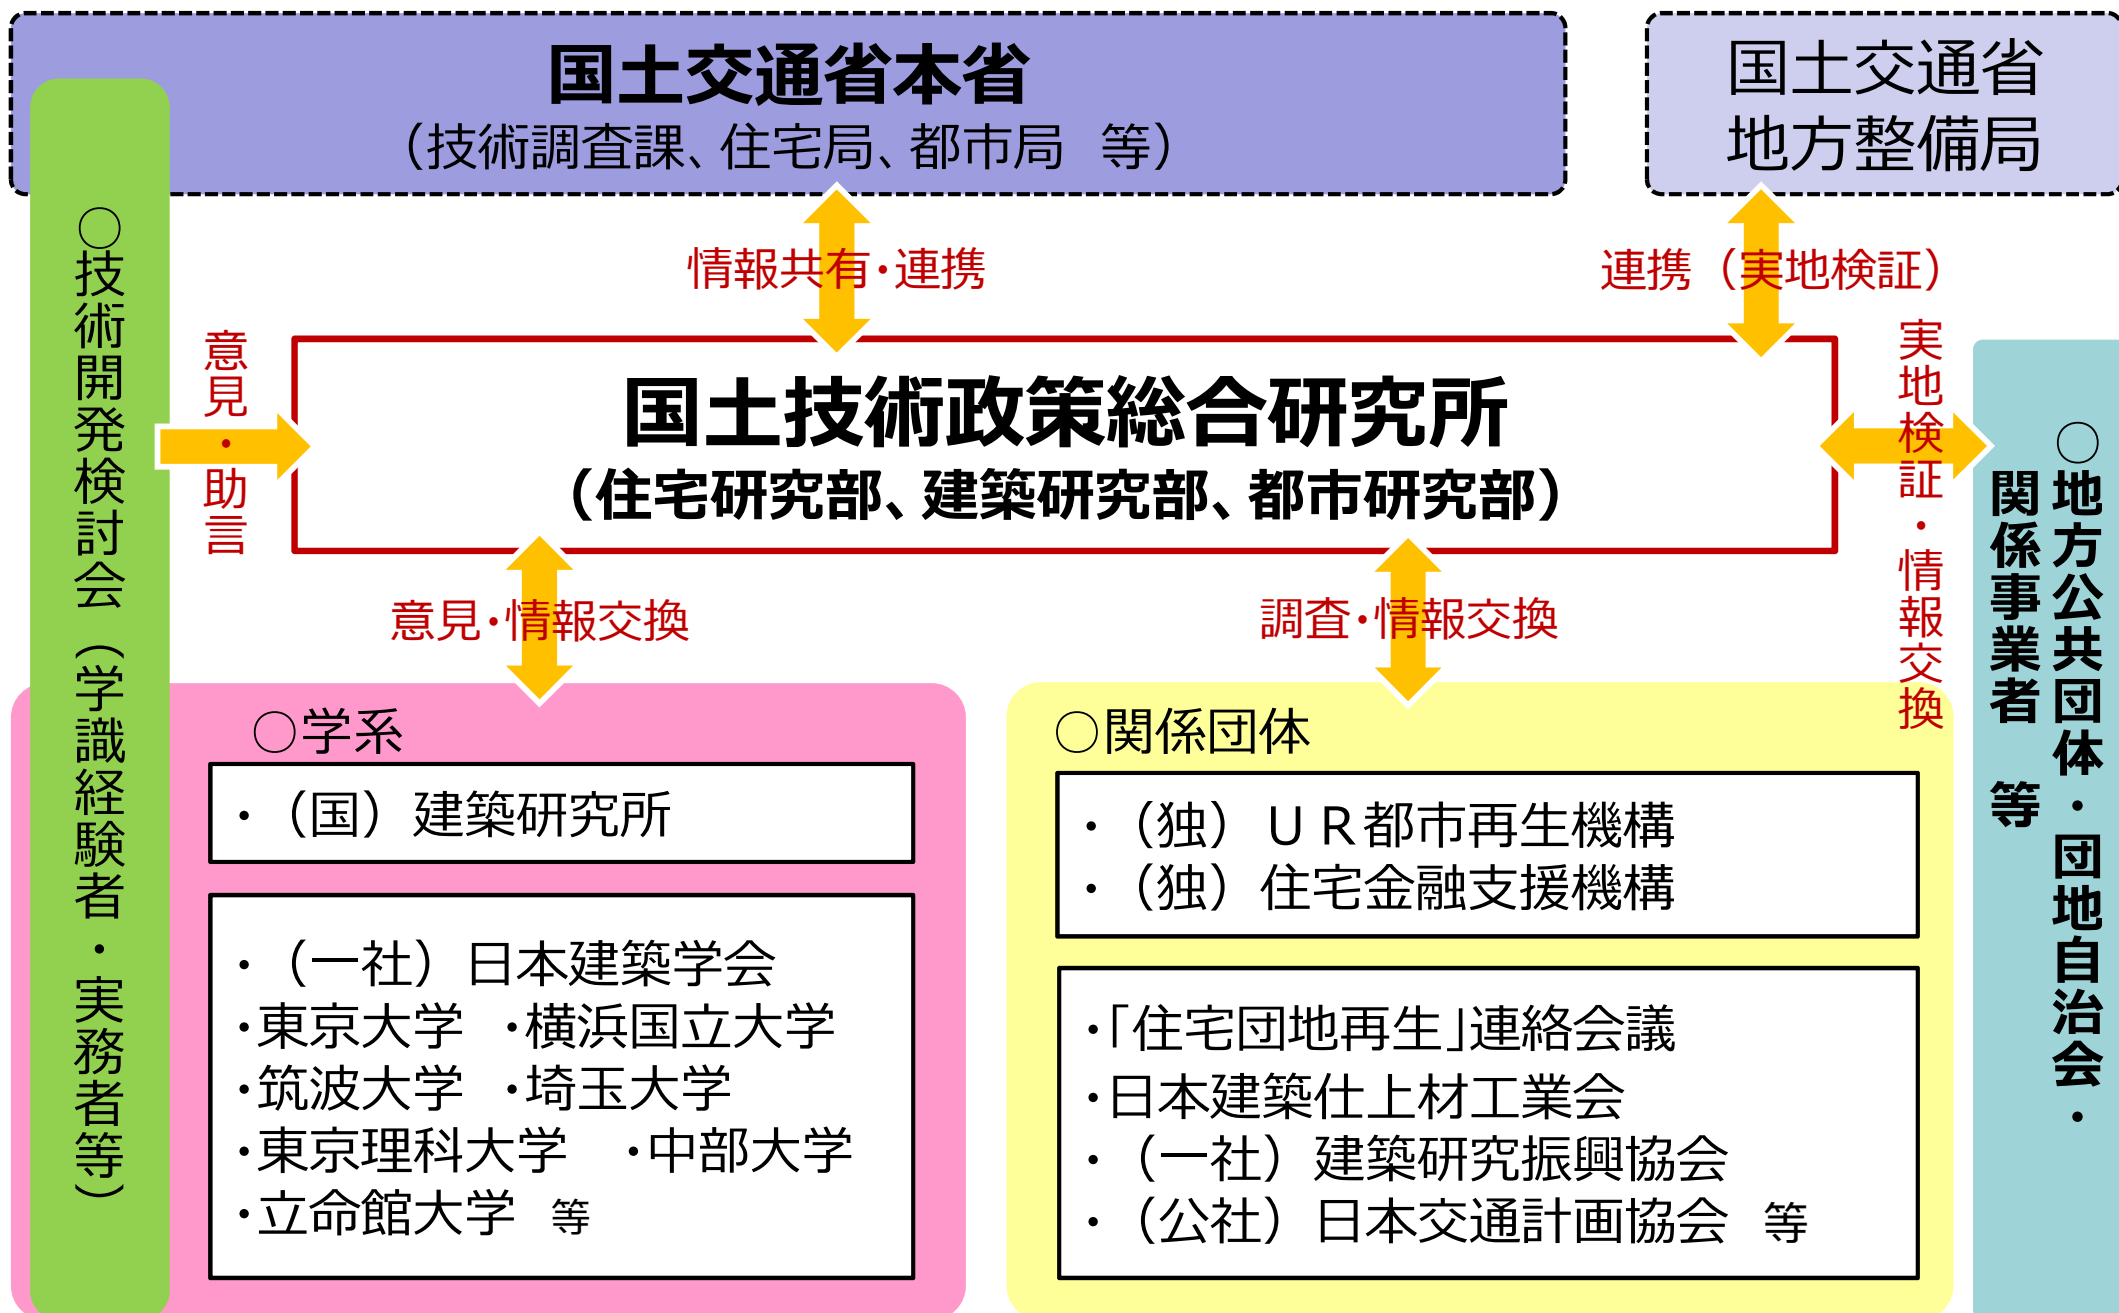 国土交通省本省
（技術調査課、住宅局、都市局　等）
国土交通省
地方整備局
情報共有・連携
連携（実地検証）
○技術開発検討会（学識経験者・実務者等）
意見・助言
国土技術政策総合研究所
（住宅研究部、建築研究部、都市研究部）
実地検証・情報交換
○地方公共団体・団地自治会・
関係事業者　等
意見・情報交換
調査・情報交換
○学系
・（国）建築研究所
・（一社）日本建築学会
・東京大学　・横浜国立大学
・筑波大学　・埼玉大学
・東京理科大学　・中部大学
・立命館大学　等
○関係団体
・（独）ＵＲ都市再生機構
・（独）住宅金融支援機構
・「住宅団地再生」連絡会議
・日本建築仕上材工業会
・（一社）建築研究振興協会
・（公社）日本交通計画協会　等